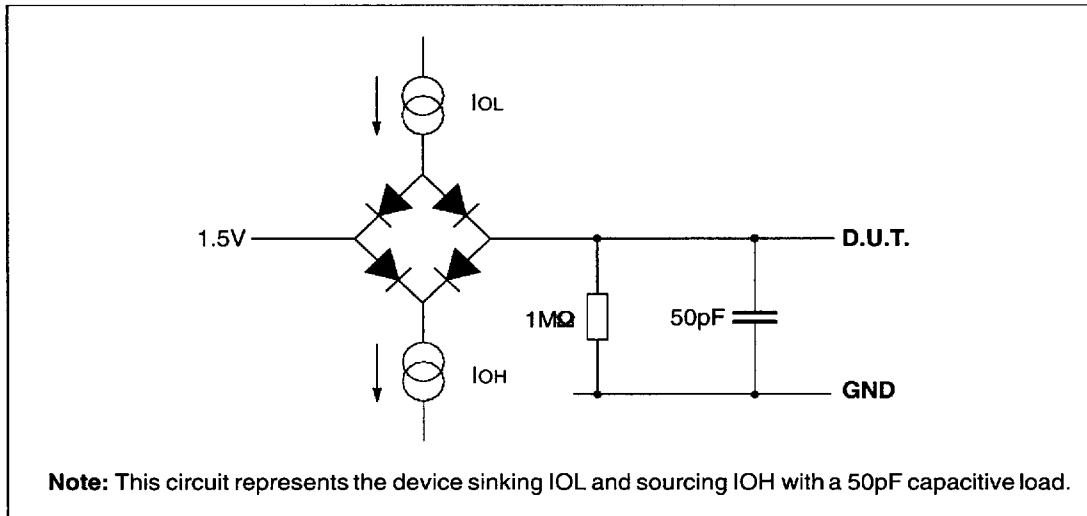 IOL
1.5V
D.U.T.
1MΩ
50pF
IOH
GND
Note: This circuit represents the device sinking IOL and sourcing IOH with a 50pF capacitive load.